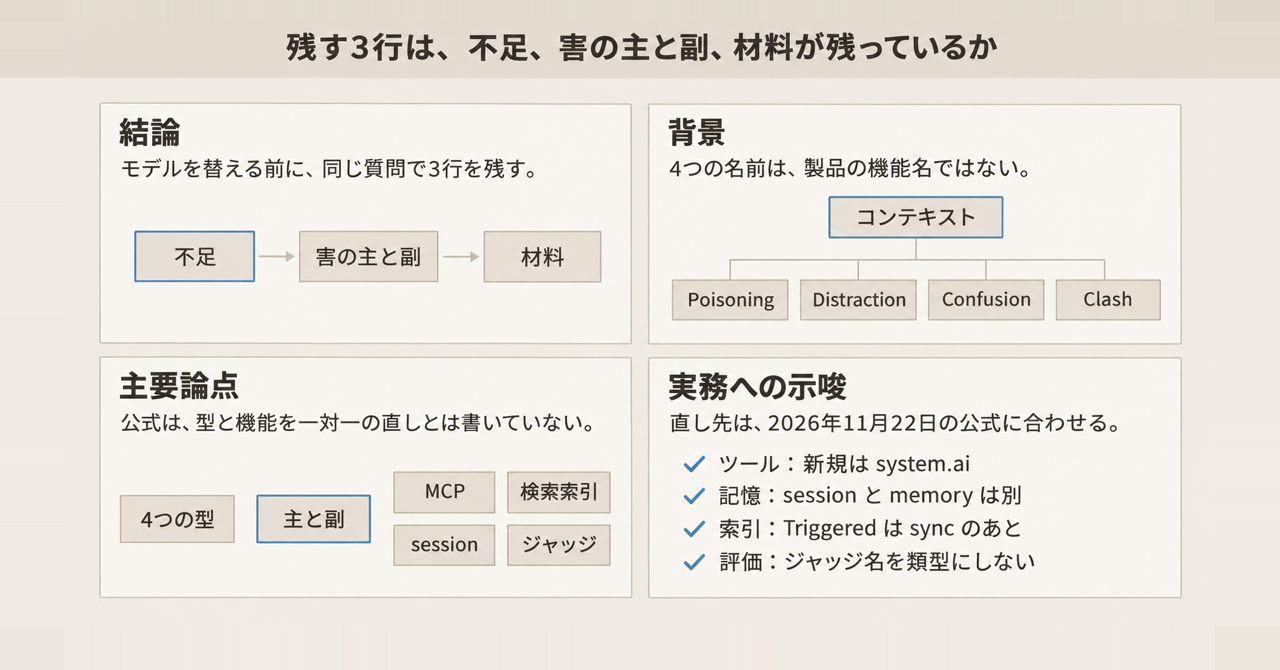 残す3行は、不足、害の主と副、材料が残っているか
結論
モデルを替える前に、同じ質問で3行を残す。
不足
害の主と副
材料
背景
4つの名前は、製品の機能名ではない。
コンテキスト
Poisoning
Distraction
Confusion
Clash
主要論点
公式は、型と機能を一対一の直しとは書いていない。
4つの型
主と副
MCP
検索索引
session
ジャッジ
実務への示唆
直し先は、2026年11月22日の公式に合わせる。
ツール：新規は system.ai
記憶：session と memory は別
索引：Triggered は sync のあと
評価：ジャッジ名を類型にしない